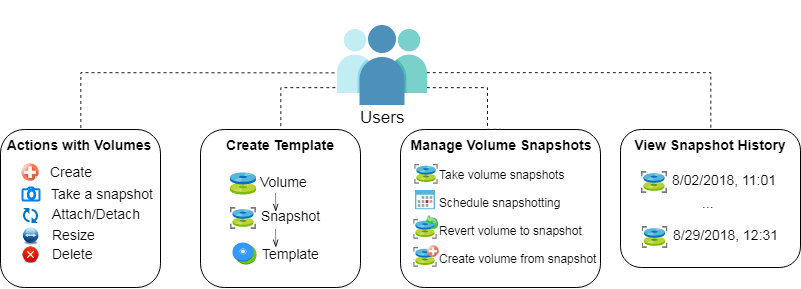 Users
Actions with Volumes
Create
Take a snapshot
Attach/Detach
Resize
Delete
Create Template
Volume
Snapshot
Template
Manage Volume Snapshots
Take volume snapshots
Schedule snapshotting
Revert volume to snapshot
Create volume from snapshot
View Snapshot History
8/02/2018, 11:01
...
8/29/2018, 12:31